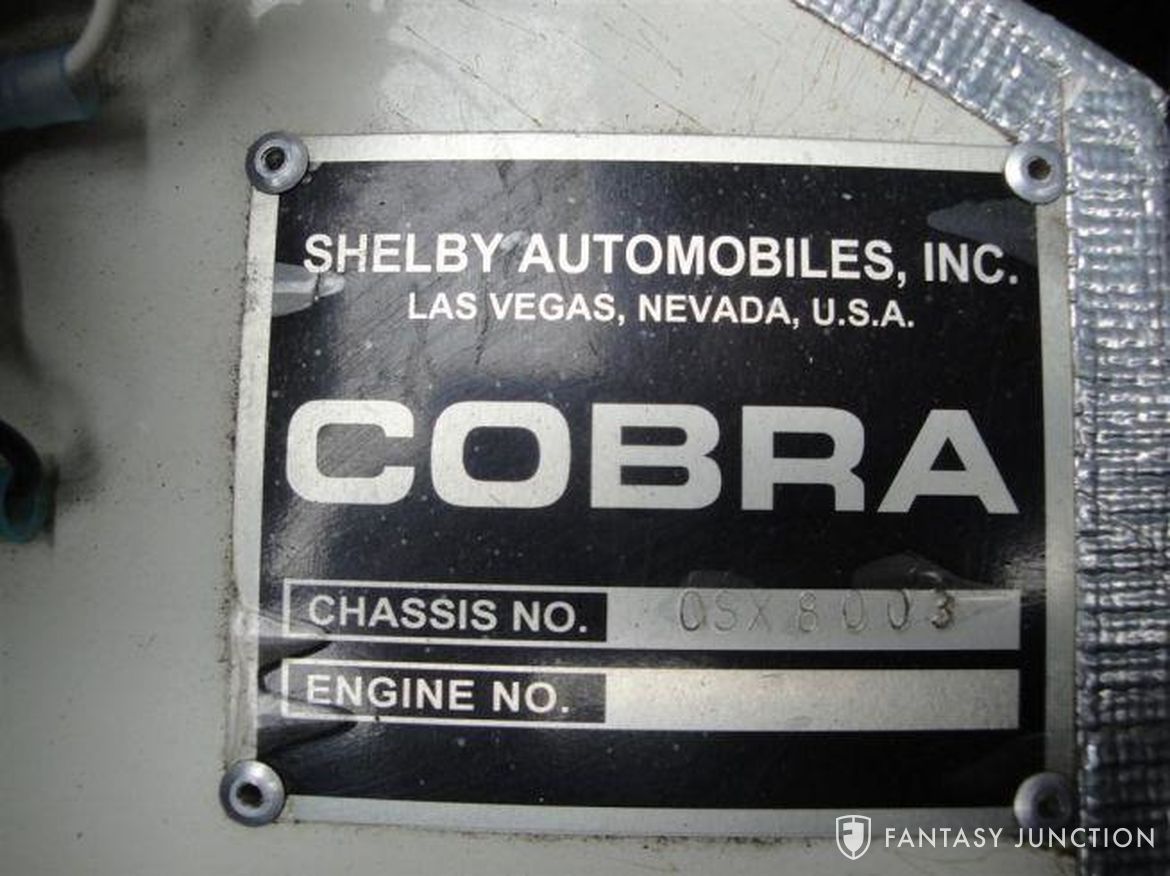 SHELBY AUTOMOBILES, INC.
LAS VEGAS, NEVADA, U.S.A.
COBRA
CHASSIS NO. CSX8003
ENGINE NO.
FANTASY JUNCTION